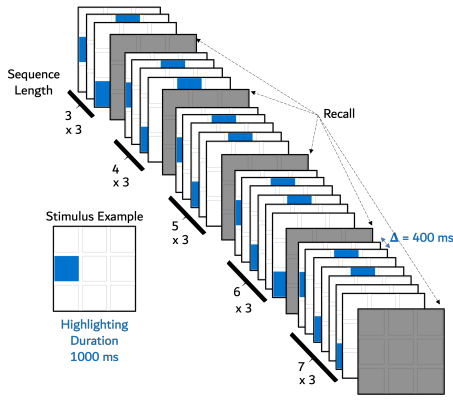 Sequence
Length
3
x 3
4
x 3
5
x 3
6
x 3
7
x 3
Recall
Δ = 400 ms
Stimulus Example
Highlighting
Duration
1000 ms